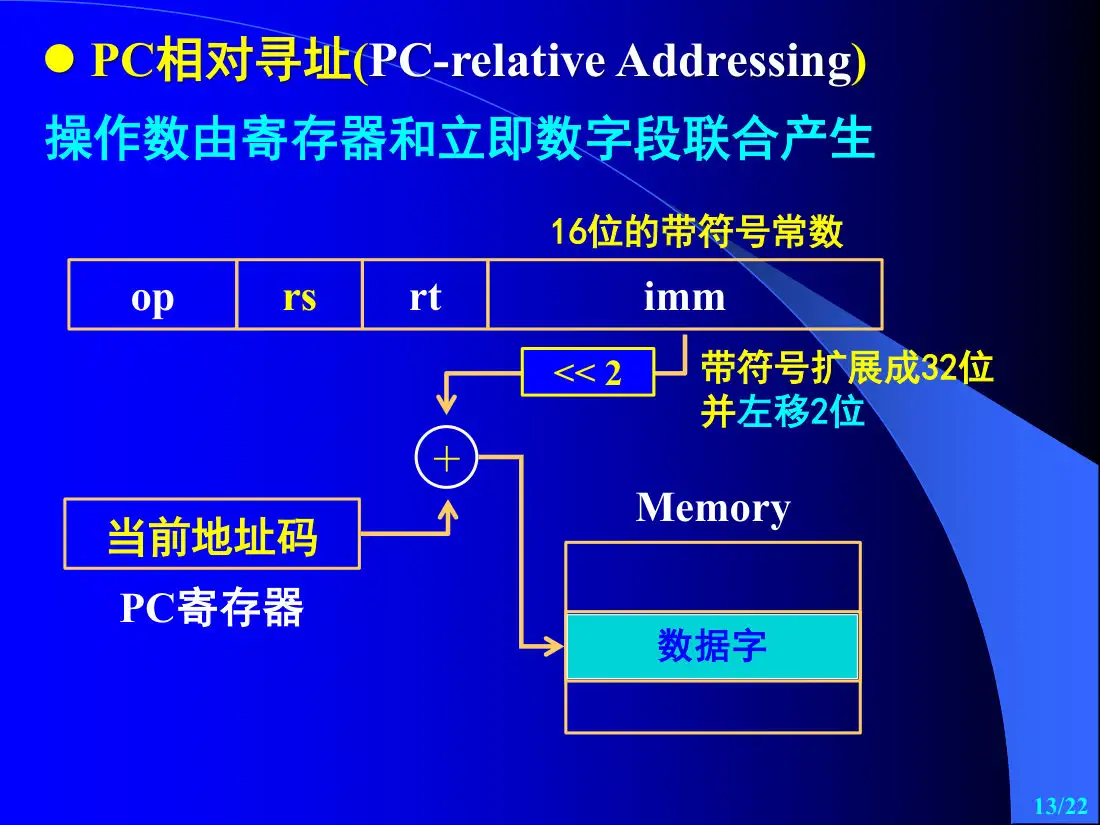 ● PC相对寻址(PC-relative Addressing)
操作数由寄存器和立即数字段联合产生
16位的带符号常数
op rs rt imm
<< 2
带符号扩展成32位
并左移2位
+
Memory
当前地址码
PC寄存器
数据字
13/22